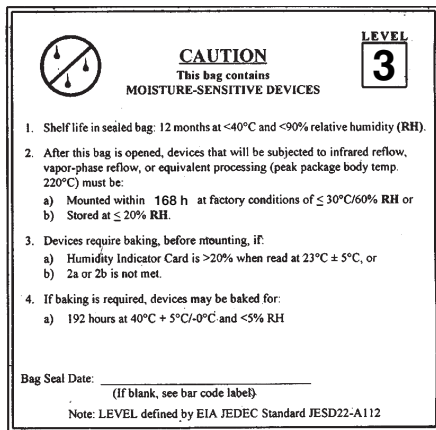 LEVEL
3
CAUTION
This bag contains
MOISTURE-SENSITIVE DEVICES
1. Shelf life in sealed bag: 12 months at <40°C and <90% relative humidity (RH).
2. After this bag is opened, devices that will be subjected to infrared reflow,
vapor-phase reflow, or equivalent processing (peak package body temp.
220°C) must be:
a) Mounted within 168 h at factory conditions of ≤ 30°C/60% RH or
b) Stored at ≤ 20% RH.
3. Devices require baking, before mounting, if:
a) Humidity Indicator Card is >20% when read at 23°C ± 5°C, or
b) 2a or 2b is not met.
4. If baking is required, devices may be baked for:
a) 192 hours at 40°C + 5°C/-0°C and <5% RH
Bag Seal Date:
(If blank, see bar code label)
Note: LEVEL defined by EIA JEDEC Standard JESD22-A112